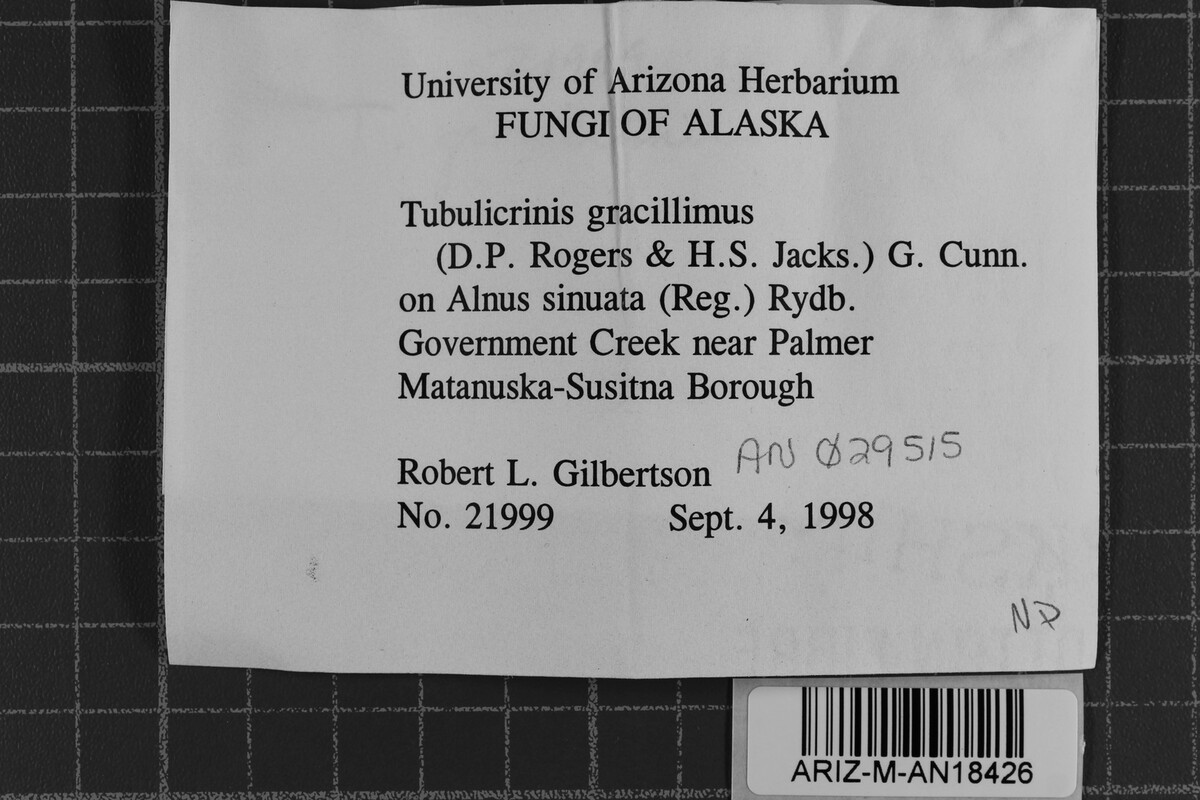 University of Arizona Herbarium
FUNGI OF ALASKA
Tubulicrinis gracillimus
(D.P. Rogers & H.S. Jacks.) G. Cunn.
on Alnus sinuata (Reg.) Rydb.
Government Creek near Palmer
Matanuska-Susitna Borough
AN Ø29515
Robert L. Gilbertson
No. 21999 Sept. 4, 1998
ND
ARIZ-M-AN18426